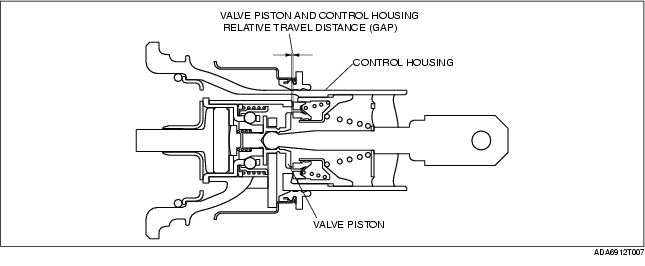 VALVE PISTON AND CONTROL HOUSING
RELATIVE TRAVEL DISTANCE (GAP)
CONTROL HOUSING
VALVE PISTON
ADA6912T007